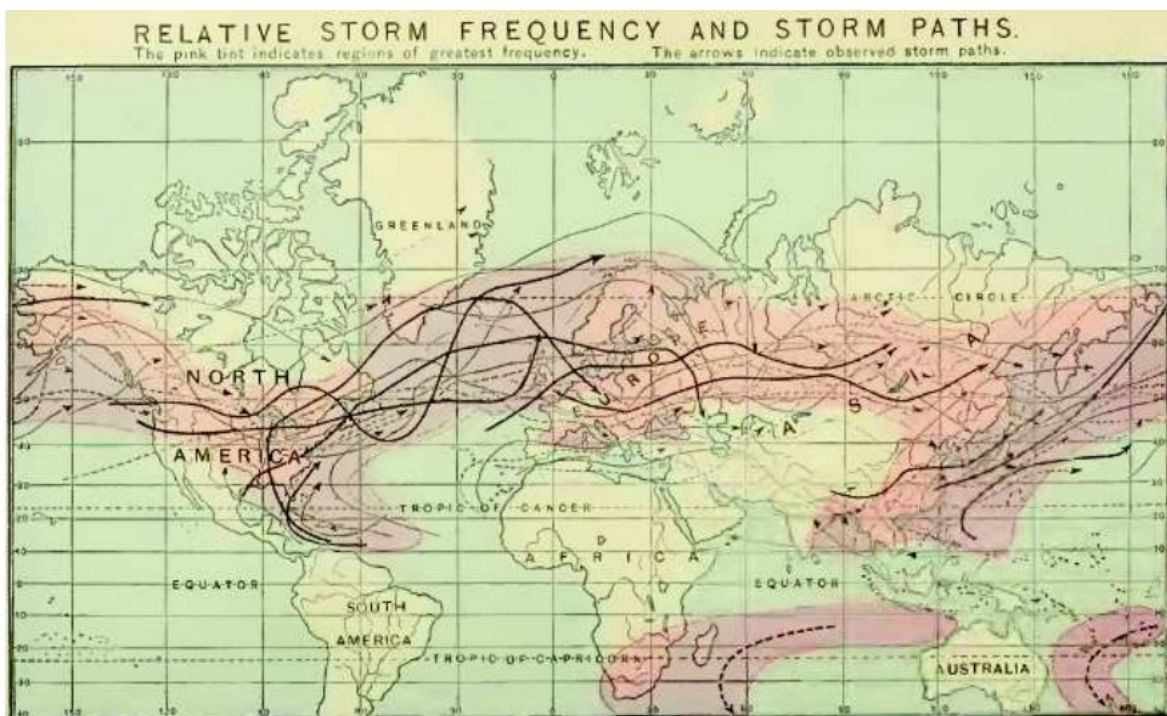 RELATIVE STORM FREQUENCY AND STORM PATHS.
The pink tint indicates regions of greatest frequency. The arrows indicate observed storm paths.
GREENLAND
ARCTIC CIRCLE
NORTH
EUROPE
ASIA
AMERICA
TROPIC OF CANCER
AFRICA
EQUATOR
EQUATOR
SOUTH
AMERICA
TROPIC OF CAPRICORN
AUSTRALIA